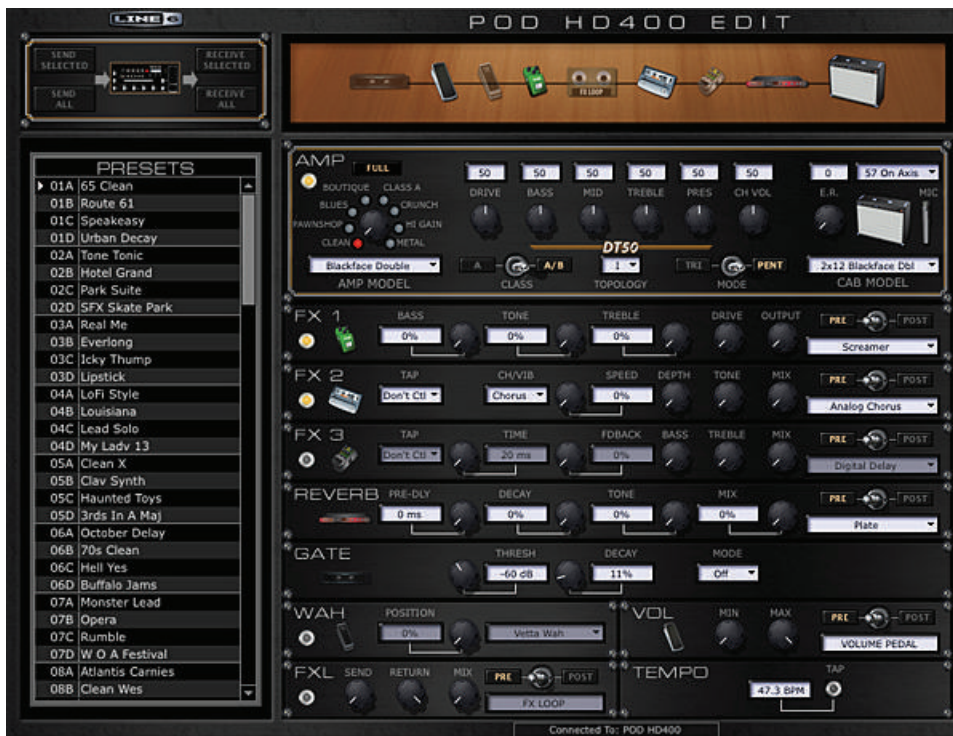 LINE 6
POD HD400 EDIT
SEND SELECTED
RECEIVE SELECTED
SEND ALL
RECEIVE ALL
FX LOOP
PRESETS
01A 65 Clean
01B Route 61
01C Speakeasy
01D Urban Decay
02A Tone Tonic
02B Hotel Grand
02C Park Suite
02D SFX Skate Park
03A Real Me
03B Everlong
03C Icky Thump
03D Lipstick
04A LoFi Style
04B Louisiana
04C Lead Solo
04D My Lady 13
05A Clean X
05B Clav Synth
05C Haunted Toys
05D 3rds In A Maj
06A October Delay
06B 70s Clean
06C Hell Yes
06D Buffalo Jams
07A Monster Lead
07B Opera
07C Rumble
07D W O A Festival
08A Atlantis Carnies
08B Clean Wes
AMP FULL
50 50 50 50 50 50 0 57 On Axis
DRIVE BASS MID TREBLE PRES CH VOL E.R. MIC
BOUTIQUE CLASS A
BLUES CRUNCH
PAWNSHOP HI GAIN
CLEAN METAL
DT50
Blackface Double A A/B 1 TRI PENT 2x12 Blackface Dbl
AMP MODEL CLASS TOPOLOGY MODE CAB MODEL
FX 1 BASS TONE TREBLE DRIVE OUTPUT PRE POST
0% 0% 0% Screamer
FX 2 TAP CH/VIB SPEED DEPTH TONE MIX PRE POST
Don't Ctl Chorus 0% Analog Chorus
FX 3 TAP TIME FDBACK BASS TREBLE MIX PRE POST
Don't Ctl 20 ms 0% Digital Delay
REVERB PRE-DLY DECAY TONE MIX PRE POST
0 ms 0% 0% 0% Plate
GATE THRESH DECAY MODE
-60 dB 11% Off
WAH POSITION
0% Vetta Wah
VOL MIN MAX PRE POST
VOLUME PEDAL
FXL SEND RETURN MIX PRE POST
FX LOOP
TEMPO TAP
47.3 BPM
Connected To: POD HD400